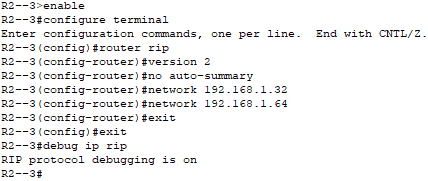 R2--3>enable
R2--3#configure terminal
Enter configuration commands, one per line.  End with CNTL/Z.
R2--3(config)#router rip
R2--3(config-router)#version 2
R2--3(config-router)#no auto-summary
R2--3(config-router)#network 192.168.1.32
R2--3(config-router)#network 192.168.1.64
R2--3(config-router)#exit
R2--3(config)#exit
R2--3#debug ip rip
RIP protocol debugging is on
R2--3#